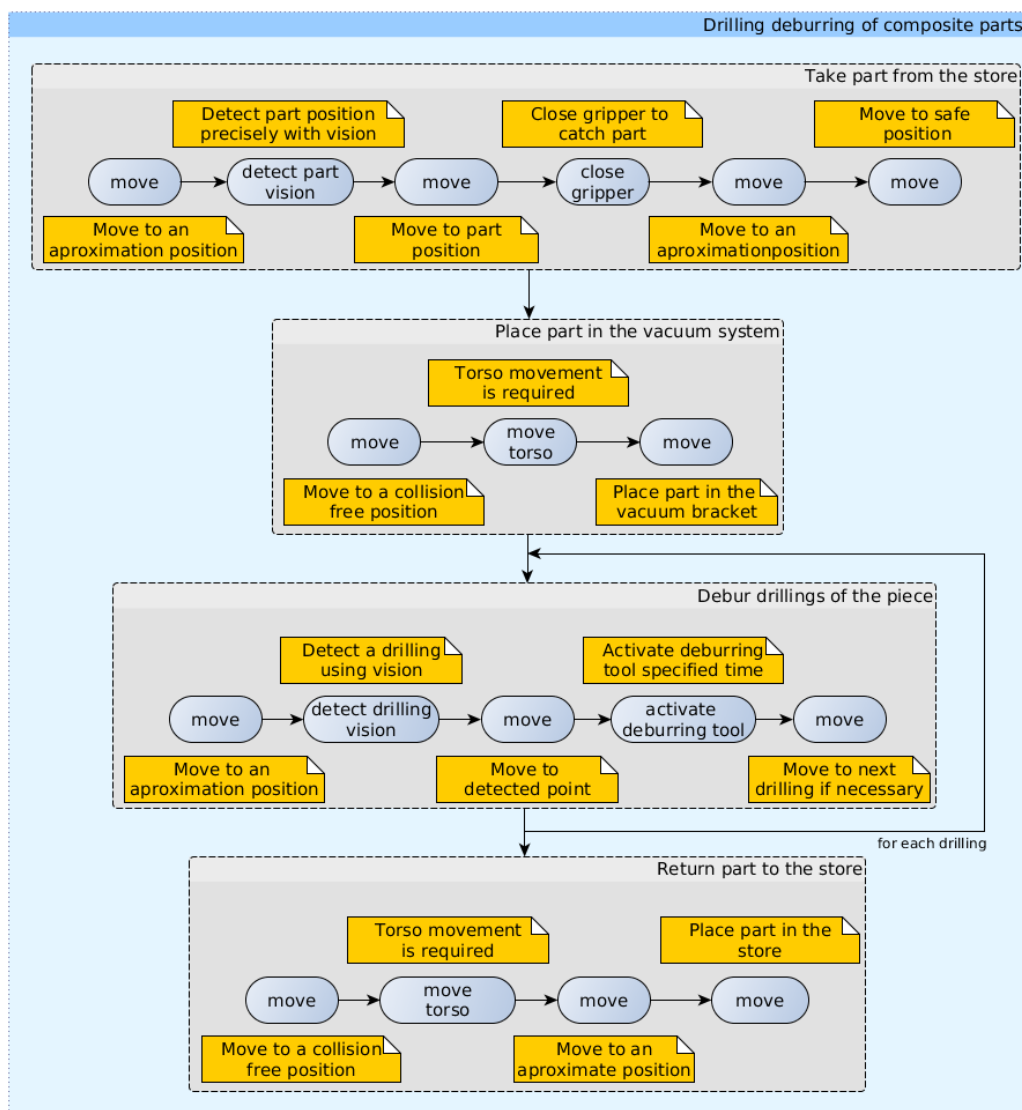 Drilling deburring of composite parts
Take part from the store
Detect part position
precisely with vision
Close gripper to
catch part
Move to safe
position
move
detect part
vision
move
close
gripper
move
move
Move to an
aproximation position
Move to part
position
Move to an
aproximationposition
Place part in the vacuum system
Torso movement
is required
move
move
torso
move
Move to a collision
free position
Place part in the
vacuum bracket
Debur drillings of the piece
Detect a drilling
using vision
Activate deburring
tool specified time
move
detect drilling
vision
move
activate
deburring tool
move
Move to an
aproximation position
Move to
detected point
Move to next
drilling if necessary
for each drilling
Return part to the store
Torso movement
is required
Place part in the
store
move
move
torso
move
move
Move to a collision
free position
Move to an
aproximate position